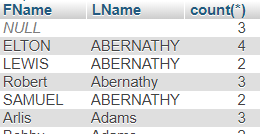 FName LName count(*)
NULL 3
ELTON ABERNATHY 4
LEWIS ABERNATHY 2
Robert Abernathy 3
SAMUEL ABERNATHY 2
Arlis Adams 3
Bobby Adams 3